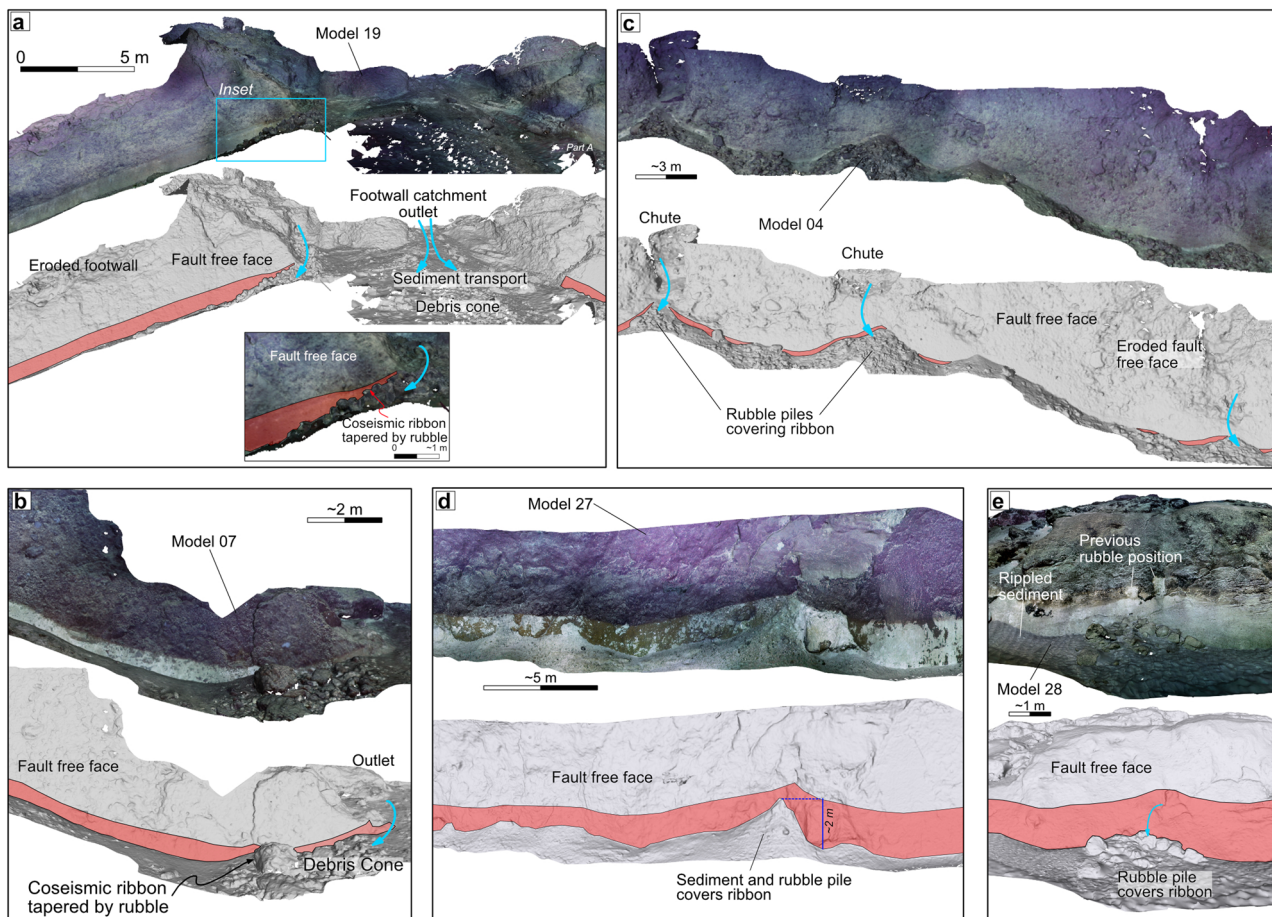 a
Model 19
0
5 m
Inset
Part A
Footwall catchment
outlet
Eroded footwall
Fault free face
Sediment transport
Debris cone
Fault free face
Coseismic ribbon
tapered by rubble
0
~1 m
c
~3 m
Model 04
Chute
Chute
Fault free face
Eroded fault
free face
Rubble piles
covering ribbon
b
~2 m
Model 07
Fault free face
Outlet
Debris Cone
Coseismic ribbon
tapered by rubble
d
Model 27
~5 m
Fault free face
~2 m
Sediment and rubble pile
covers ribbon
e
Previous
rubble position
Rippled
sediment
Model 28
~1 m
Fault free face
Rubble pile
covers ribbon